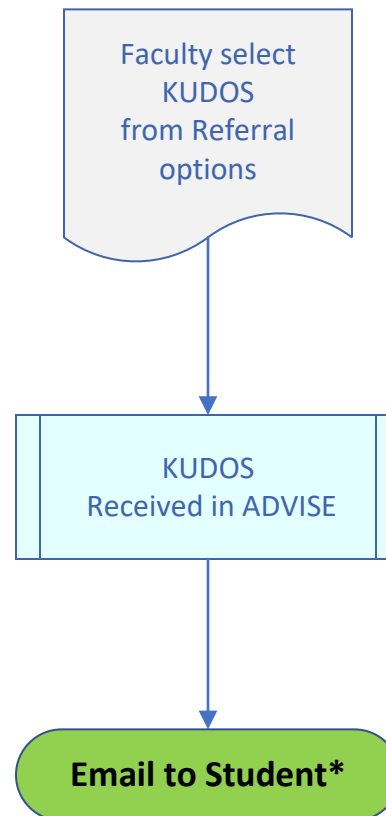 Faculty select
KUDOS
from Referral
options
KUDOS
Received in ADVISE
Email to Student*